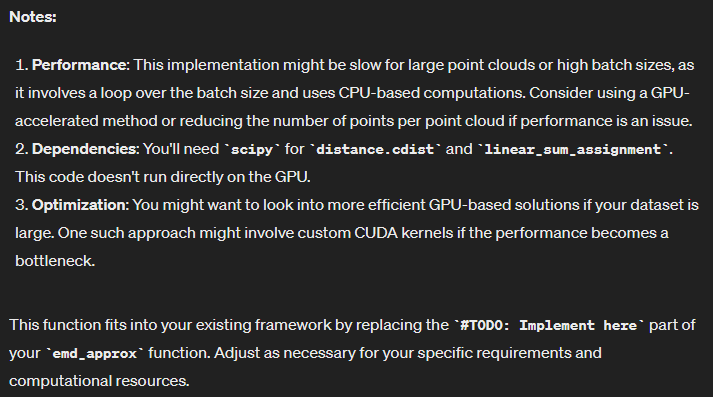 Notes:
1. Performance: This implementation might be slow for large point clouds or high batch sizes, as
it involves a loop over the batch size and uses CPU-based computations. Consider using a GPU-
accelerated method or reducing the number of points per point cloud if performance is an issue.
2. Dependencies: You'll need `scipy` for `distance.cdist` and `linear_sum_assignment`.
This code doesn't run directly on the GPU.
3. Optimization: You might want to look into more efficient GPU-based solutions if your dataset is
large. One such approach might involve custom CUDA kernels if the performance becomes a
bottleneck.
This function fits into your existing framework by replacing the `#TODO: Implement here` part of
your `emd_approx` function. Adjust as necessary for your specific requirements and
computational resources.